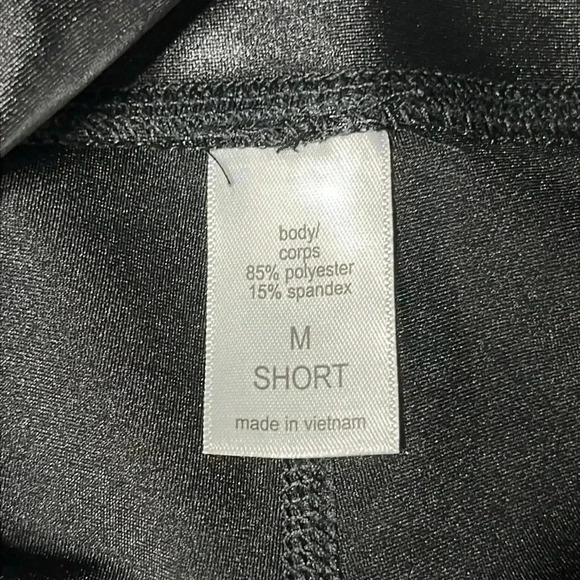 body/
corps
85% polyester
15% spandex
M
SHORT
made in vietnam